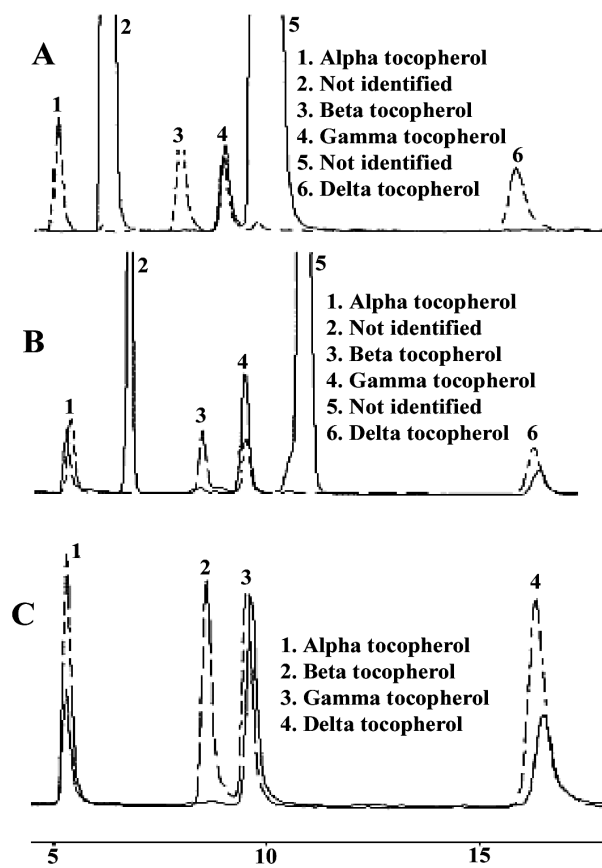 A
1
2
3
4
5
6
1. Alpha tocopherol
2. Not identified
3. Beta tocopherol
4. Gamma tocopherol
5. Not identified
6. Delta tocopherol
B
1
2
3
4
5
6
1. Alpha tocopherol
2. Not identified
3. Beta tocopherol
4. Gamma tocopherol
5. Not identified
6. Delta tocopherol
C
1
2
3
4
1. Alpha tocopherol
2. Beta tocopherol
3. Gamma tocopherol
4. Delta tocopherol
5 10 15